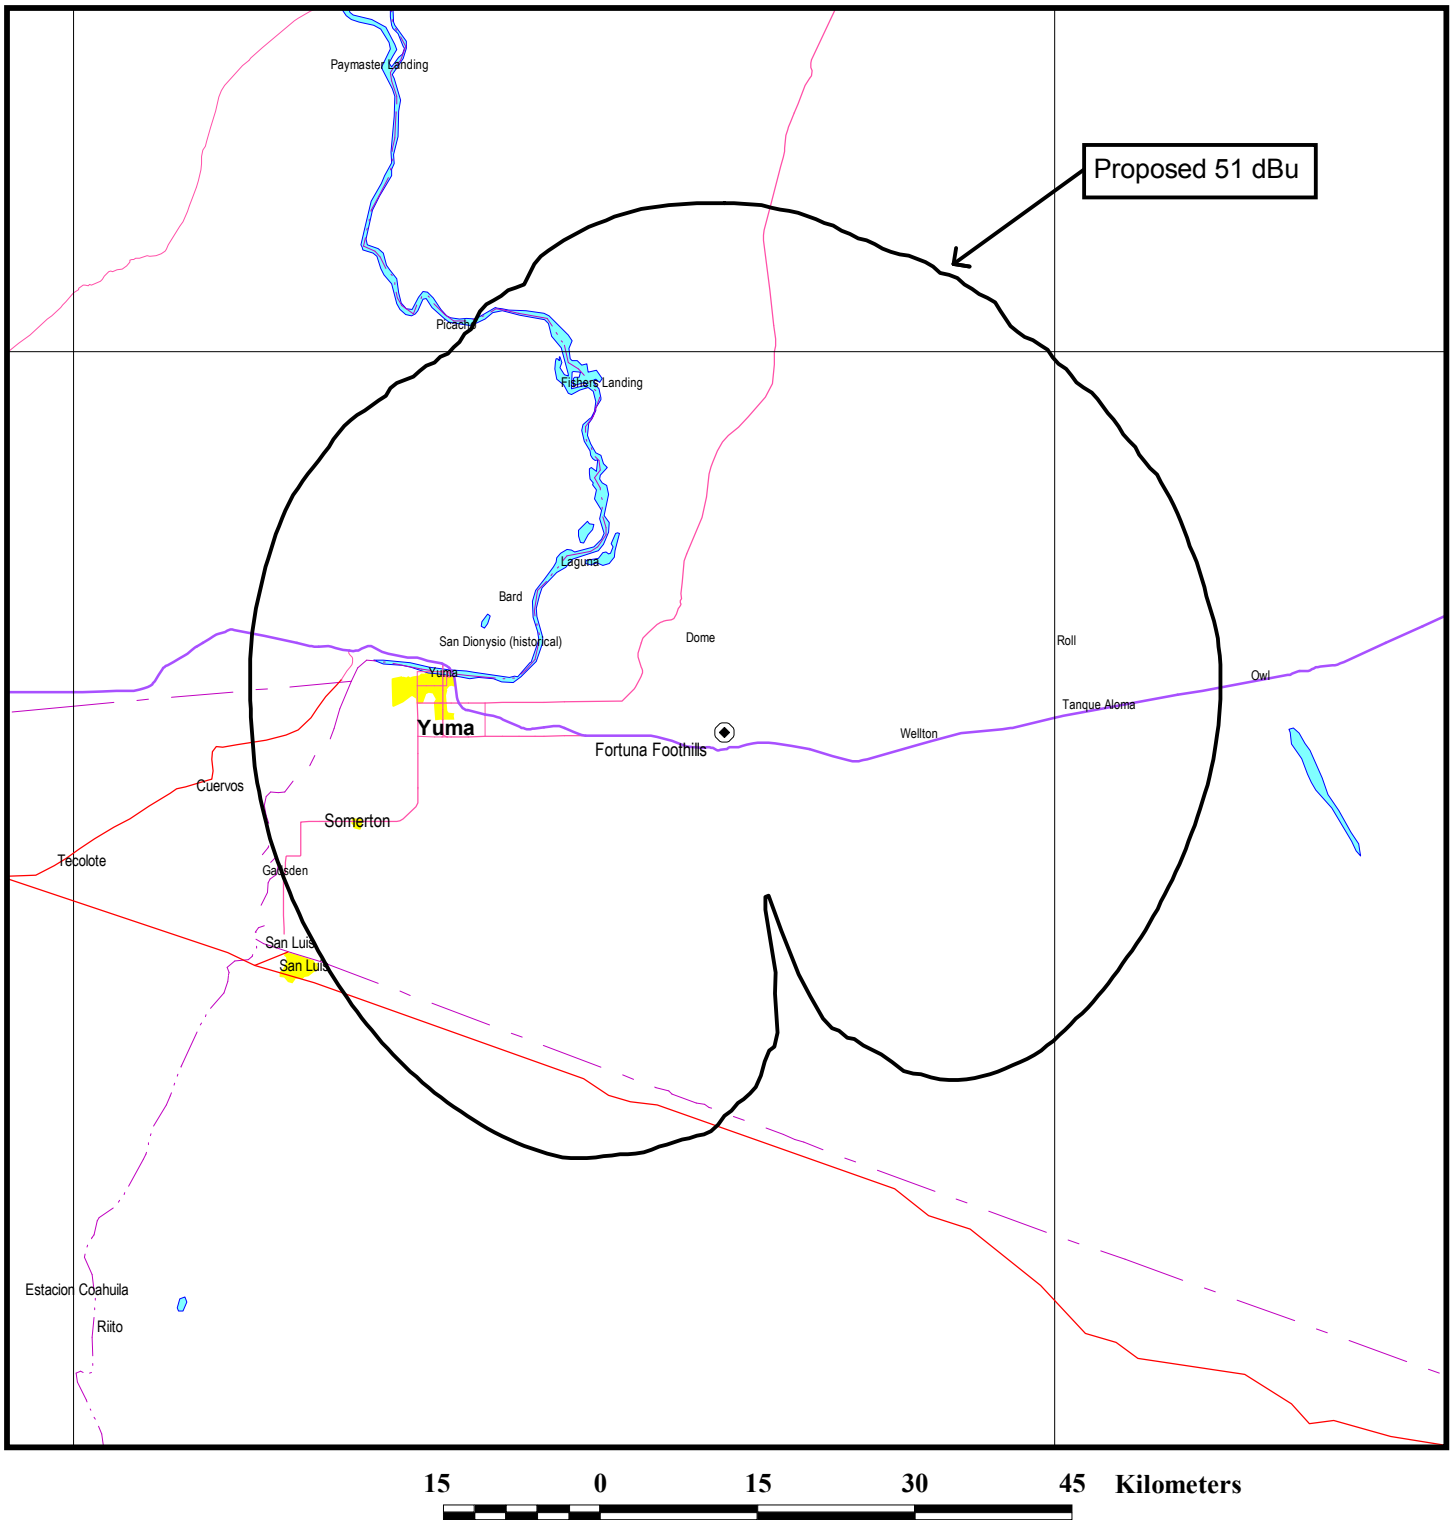 Paymaster Landing
Proposed 51 dBu
Picacho
Fishers Landing
Laguna
Bard
San Dionysio (historical)
Dome
Roll
Yuma
Owl
Tanque Aloma
Yuma
Wellton
Fortuna Foothills
Cuervos
Somerton
Tecolote
Gadsden
San Luis
San Luis
Estacion Coahuila
Riito
15 0 15 30 45 Kilometers